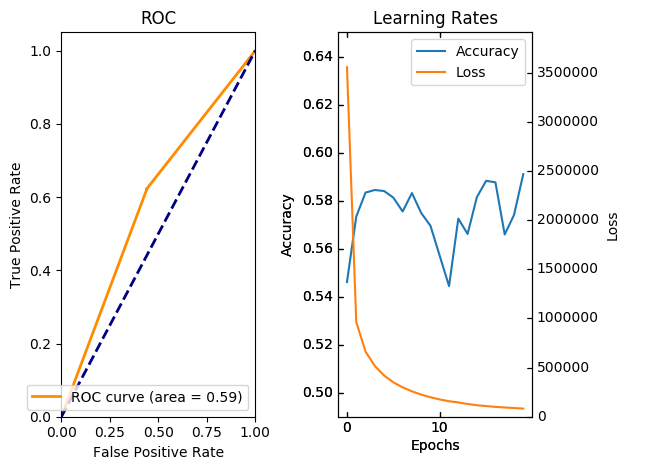 ROC
True Positive Rate
1.0
0.8
0.6
0.4
0.2
0.0
ROC curve (area = 0.59)
0.00 0.25 0.50 0.75 1.00
False Positive Rate
Learning Rates
Accuracy
Loss
Accuracy
0.64
0.62
0.60
0.58
0.56
0.54
0.52
0.50
3500000
3000000
2500000
2000000
1500000
1000000
500000
0
Loss
0 10
Epochs